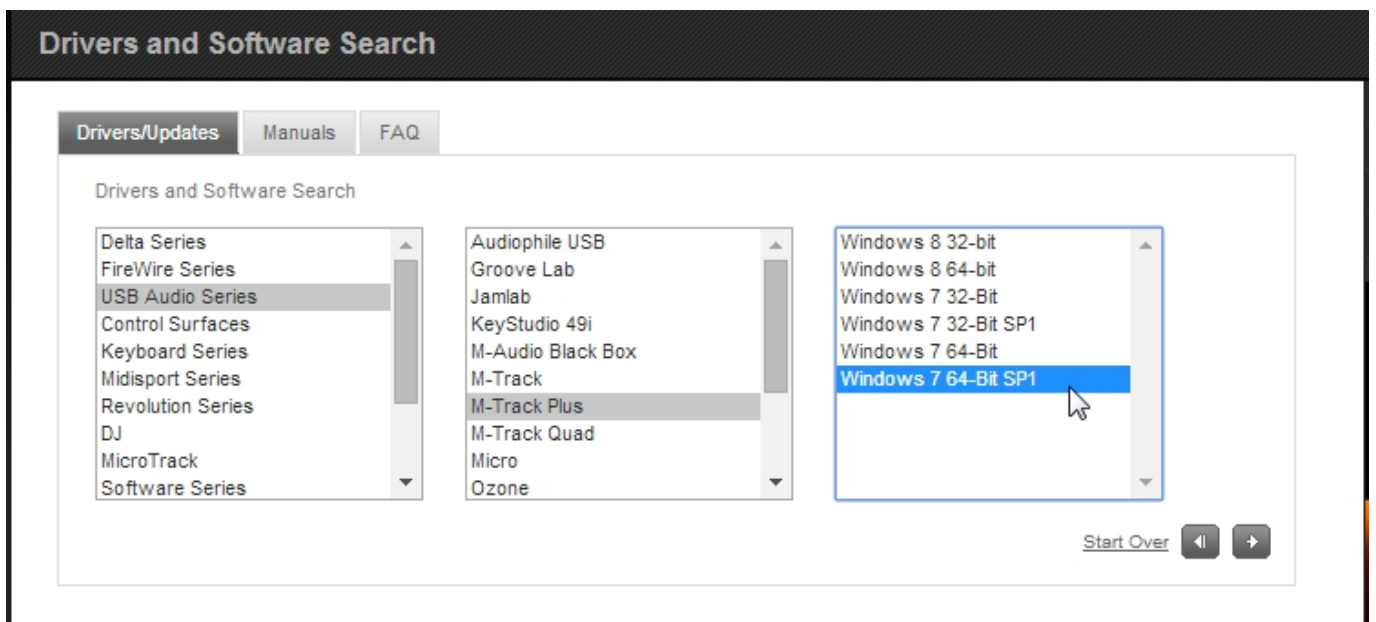 Drivers and Software Search
Drivers/Updates
Manuals
FAQ
Drivers and Software Search
Delta Series
FireWire Series
USB Audio Series
Control Surfaces
Keyboard Series
Midisport Series
Revolution Series
DJ
MicroTrack
Software Series
Audiophile USB
Groove Lab
Jamlab
KeyStudio 49i
M-Audio Black Box
M-Track
M-Track Plus
M-Track Quad
Micro
Ozone
Windows 8 32-bit
Windows 8 64-bit
Windows 7 32-Bit
Windows 7 32-Bit SP1
Windows 7 64-Bit
Windows 7 64-Bit SP1
Start Over